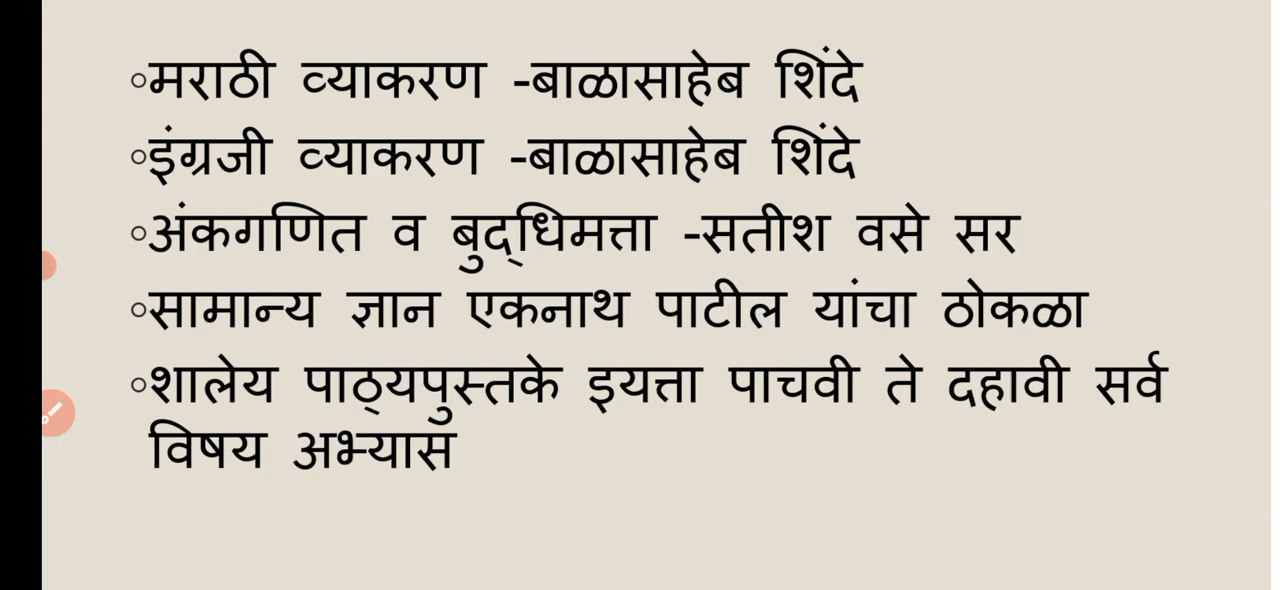 ◦मराठी व्याकरण -बाळासाहेब शिंदे
◦इंग्रजी व्याकरण -बाळासाहेब शिंदे
◦अंकगणित व बुद्‌धिमत्ता -सतीश वसे सर
◦सामान्य ज्ञान एकनाथ पाटील यांचा ठोकळा
◦शालेय पाठ्‌यपुस्तके इयत्ता पाचवी ते दहावी सर्व
विषय अभ्यास